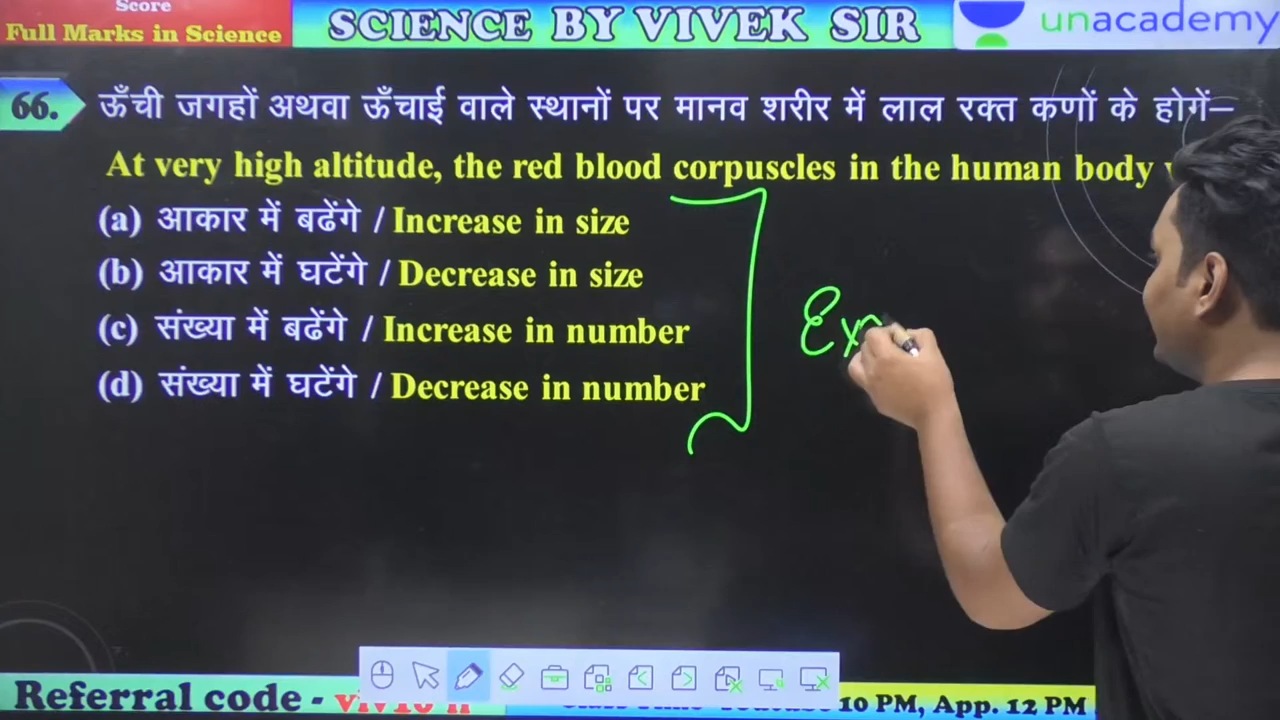 Score
Full Marks in Science
SCIENCE BY VIVEK SIR
unacademy
66. ऊँची जगहों अथवा ऊँचाई वाले स्थानों पर मानव शरीर में लाल रक्त कणों के होगें–
At very high altitude, the red blood corpuscles in the human body
(a) आकार में बढेंगे / Increase in size
(b) आकार में घटेंगे / Decrease in size
(c) संख्या में बढेंगे / Increase in number
(d) संख्या में घटेंगे / Decrease in number
Ex
Referral code -
10 PM, App. 12 PM